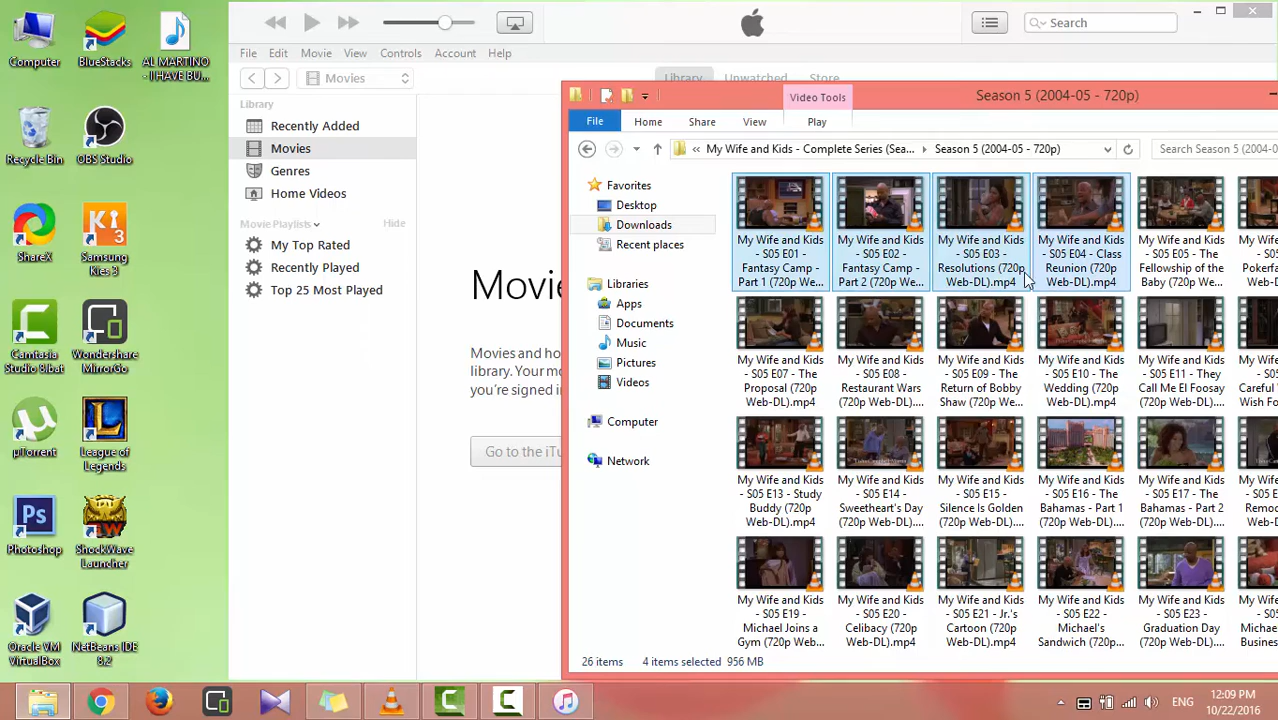 Computer
BlueStacks
AL MARTINO
- I HAVE BU...
Recycle Bin
OBS Studio
ShareX
Samsung
Kies 3
Camtasia
Studio 8Ibat
Wondershare
MirrorGo
µTorrent
League of
Legends
Photoshop
ShockWave
Launcher
Oracle VM
VirtualBox
NetBeans IDE
8.2
Search
File Edit Movie View Controls Account Help
Movies
Library Unwatched Store
Library
Recently Added
Movies
Genres
Home Videos
Movie Playlists Hide
My Top Rated
Recently Played
Top 25 Most Played
Movies
Movies and ho
library. Your mo
you're signed i
Go to the iTu
Video Tools
Season 5 (2004-05 - 720p)
File Home Share View Play
« My Wife and Kids - Complete Series (Sea... Season 5 (2004-05 - 720p)
Search Season 5 (2004-05
Favorites
Desktop
Downloads
Recent places
Libraries
Apps
Documents
Music
Pictures
Videos
Computer
Network
My Wife and Kids
- S05 E01 -
Fantasy Camp -
Part 1 (720p We...
My Wife and Kids
- S05 E02 -
Fantasy Camp -
Part 2 (720p We...
My Wife and Kids
- S05 E03 -
Resolutions (720p
Web-DL).mp4
My Wife and Kids
- S05 E04 - Class
Reunion (720p
Web-DL).mp4
My Wife and Kids
- S05 E05 - The
Fellowship of the
Baby (720p We...
My Wife and Kids
- S05 E07 - The
Proposal (720p
Web-DL).mp4
My Wife and Kids
- S05 E08 -
Restaurant Wars
(720p Web-DL)....
My Wife and Kids
- S05 E09 - The
Return of Bobby
Shaw (720p We...
My Wife and Kids
- S05 E10 - The
Wedding (720p
Web-DL).mp4
My Wife and Kids
- S05 E11 - They
Call Me El Foosay
(720p Web-DL)....
My Wife and Kids
- S05 E13 - Study
Buddy (720p
Web-DL).mp4
My Wife and Kids
- S05 E14 -
Sweetheart's Day
(720p Web-DL)....
My Wife and Kids
- S05 E15 -
Silence Is Golden
(720p Web-DL)....
My Wife and Kids
- S05 E16 - The
Bahamas - Part 1
(720p Web-DL)....
My Wife and Kids
- S05 E17 - The
Bahamas - Part 2
(720p Web-DL)....
My Wife and Kids
- S05 E19 -
Michael Joins a
Gym (720p Web...
My Wife and Kids
- S05 E20 -
Celibacy (720p
Web-DL).mp4
My Wife and Kids
- S05 E21 - Jr.'s
Cartoon (720p
Web-DL).mp4
My Wife and Kids
- S05 E22 -
Michael's
Sandwich (720p...
My Wife and Kids
- S05 E23 -
Graduation Day
(720p Web-DL)....
26 items 4 items selected 956 MB
ENG
12:09 PM
10/22/2016